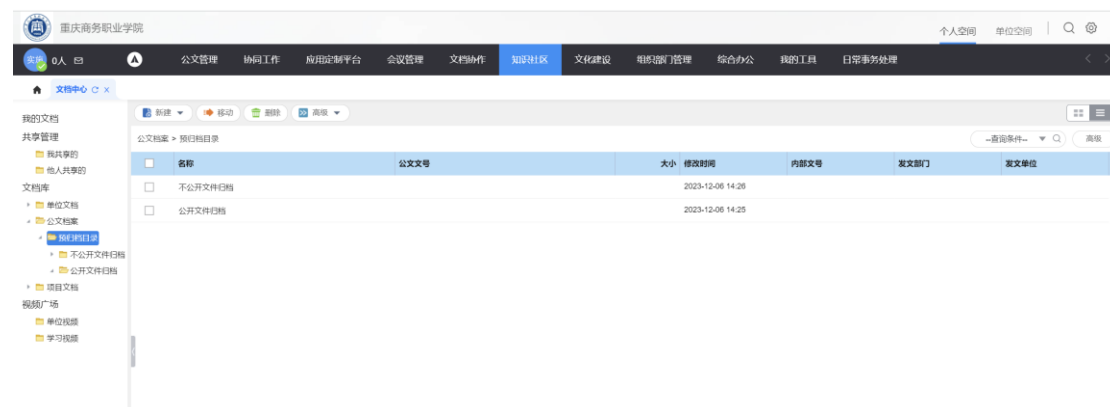 重庆商务职业学院
个人空间 单位空间
0人
公文管理 协同工作 应用定制平台 会议管理 文档协作 知识社区 文化建设 组织部门管理 综合办公 我的工具 日常事务处理
文档中心
我的文档
共享管理
我共享的
他人共享的
文档库
单位文档
公文档案
预归档目录
不公开文件归档
公开文件归档
项目文档
视频广场
单位视频
学习视频
新建 移动 删除 高级
公文档案 > 预归档目录
--查询条件-- 高级
名称 公文文号 大小 修改时间 内部文号 发文部门 发文单位
不公开文件归档 2023-12-06 14:26
公开文件归档 2023-12-06 14:25